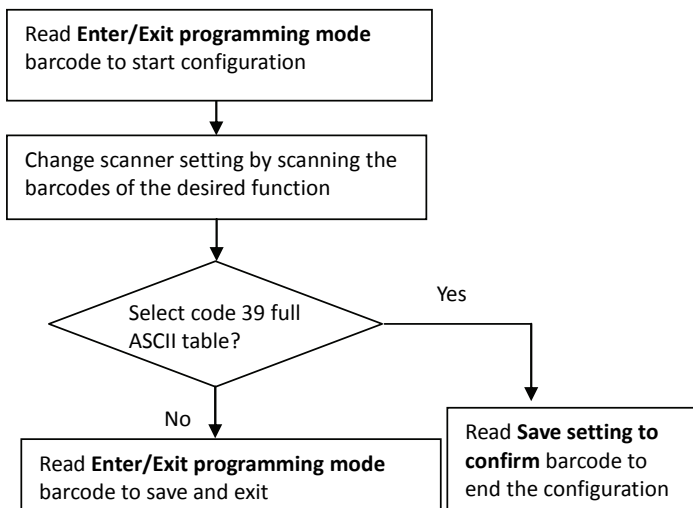 Read Enter/Exit programming mode
barcode to start configuration
Change scanner setting by scanning the
barcodes of the desired function
Select code 39 full
ASCII table?
Yes
No
Read Enter/Exit programming mode
barcode to save and exit
Read Save setting to
confirm barcode to
end the configuration